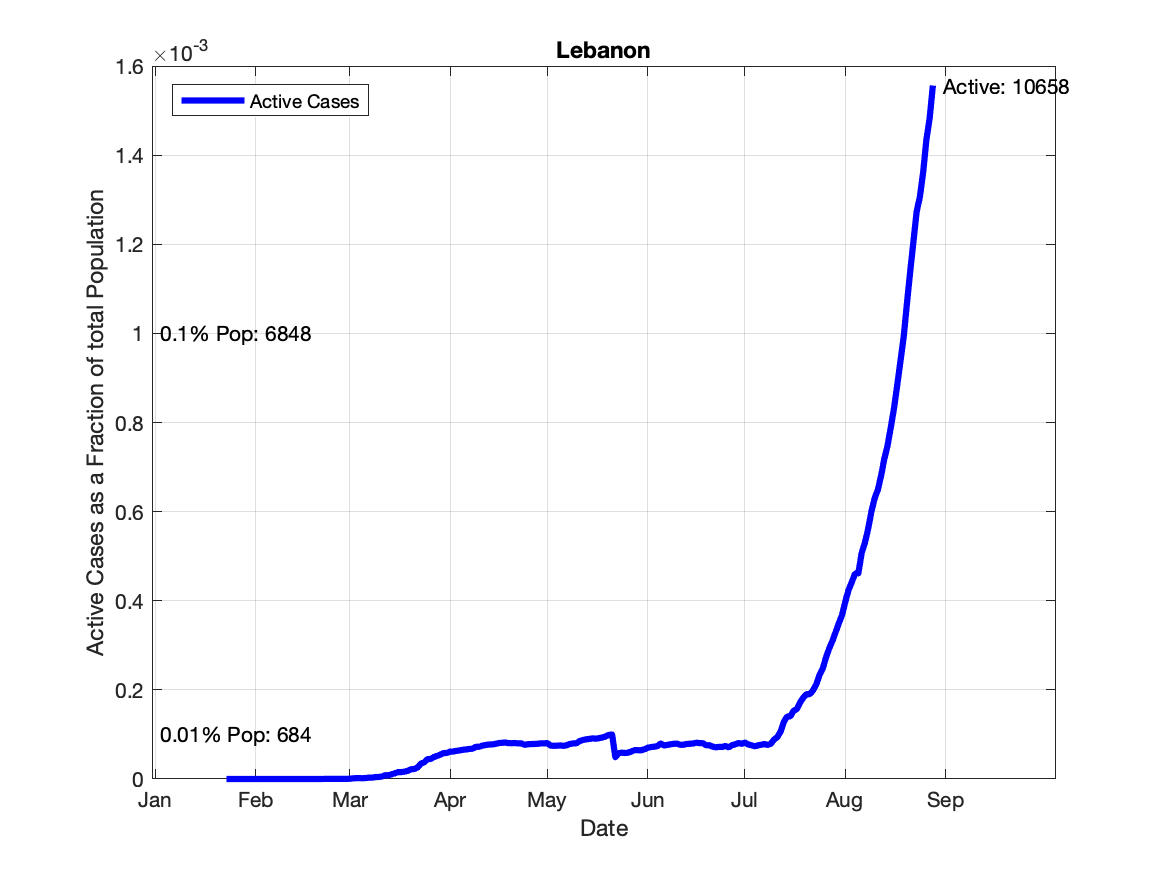 Lebanon
×10-3
1.6
1.4
1.2
1
0.8
0.6
0.4
0.2
0
Active Cases as a Fraction of total Population
Active Cases
Active: 10658
0.1% Pop: 6848
0.01% Pop: 684
Jan Feb Mar Apr May Jun Jul Aug Sep
Date